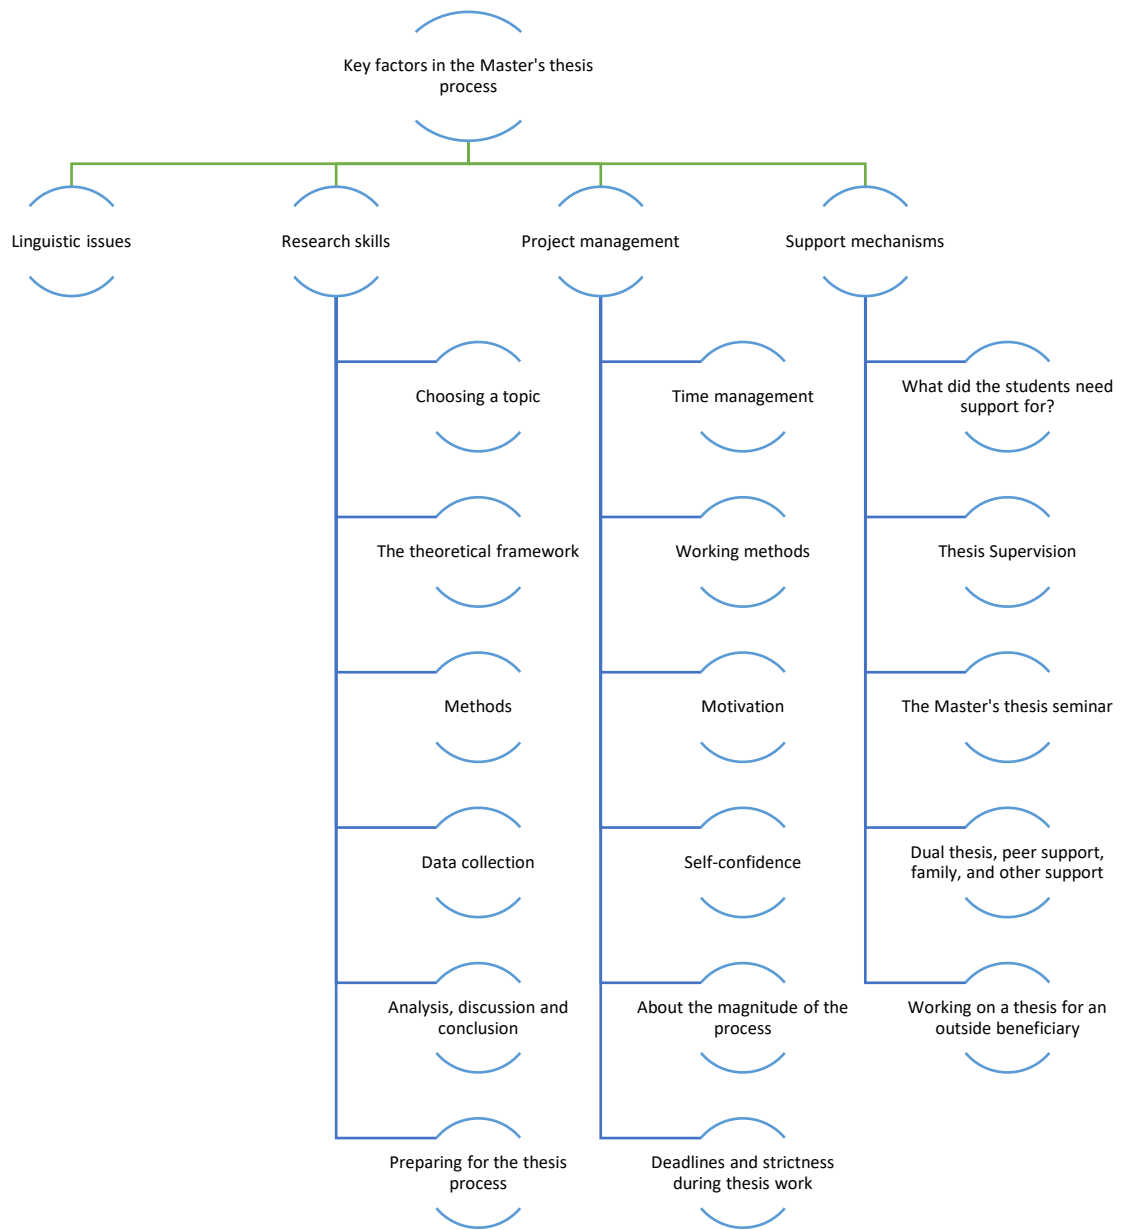 Key factors in the Master's thesis
process
Linguistic issues
Research skills
Project management
Support mechanisms
Choosing a topic
Time management
What did the students need
support for?
The theoretical framework
Working methods
Thesis Supervision
Methods
Motivation
The Master's thesis seminar
Data collection
Self-confidence
Dual thesis, peer support,
family, and other support
Analysis, discussion and
conclusion
About the magnitude of the
process
Working on a thesis for an
outside beneficiary
Preparing for the thesis
process
Deadlines and strictness
during thesis work